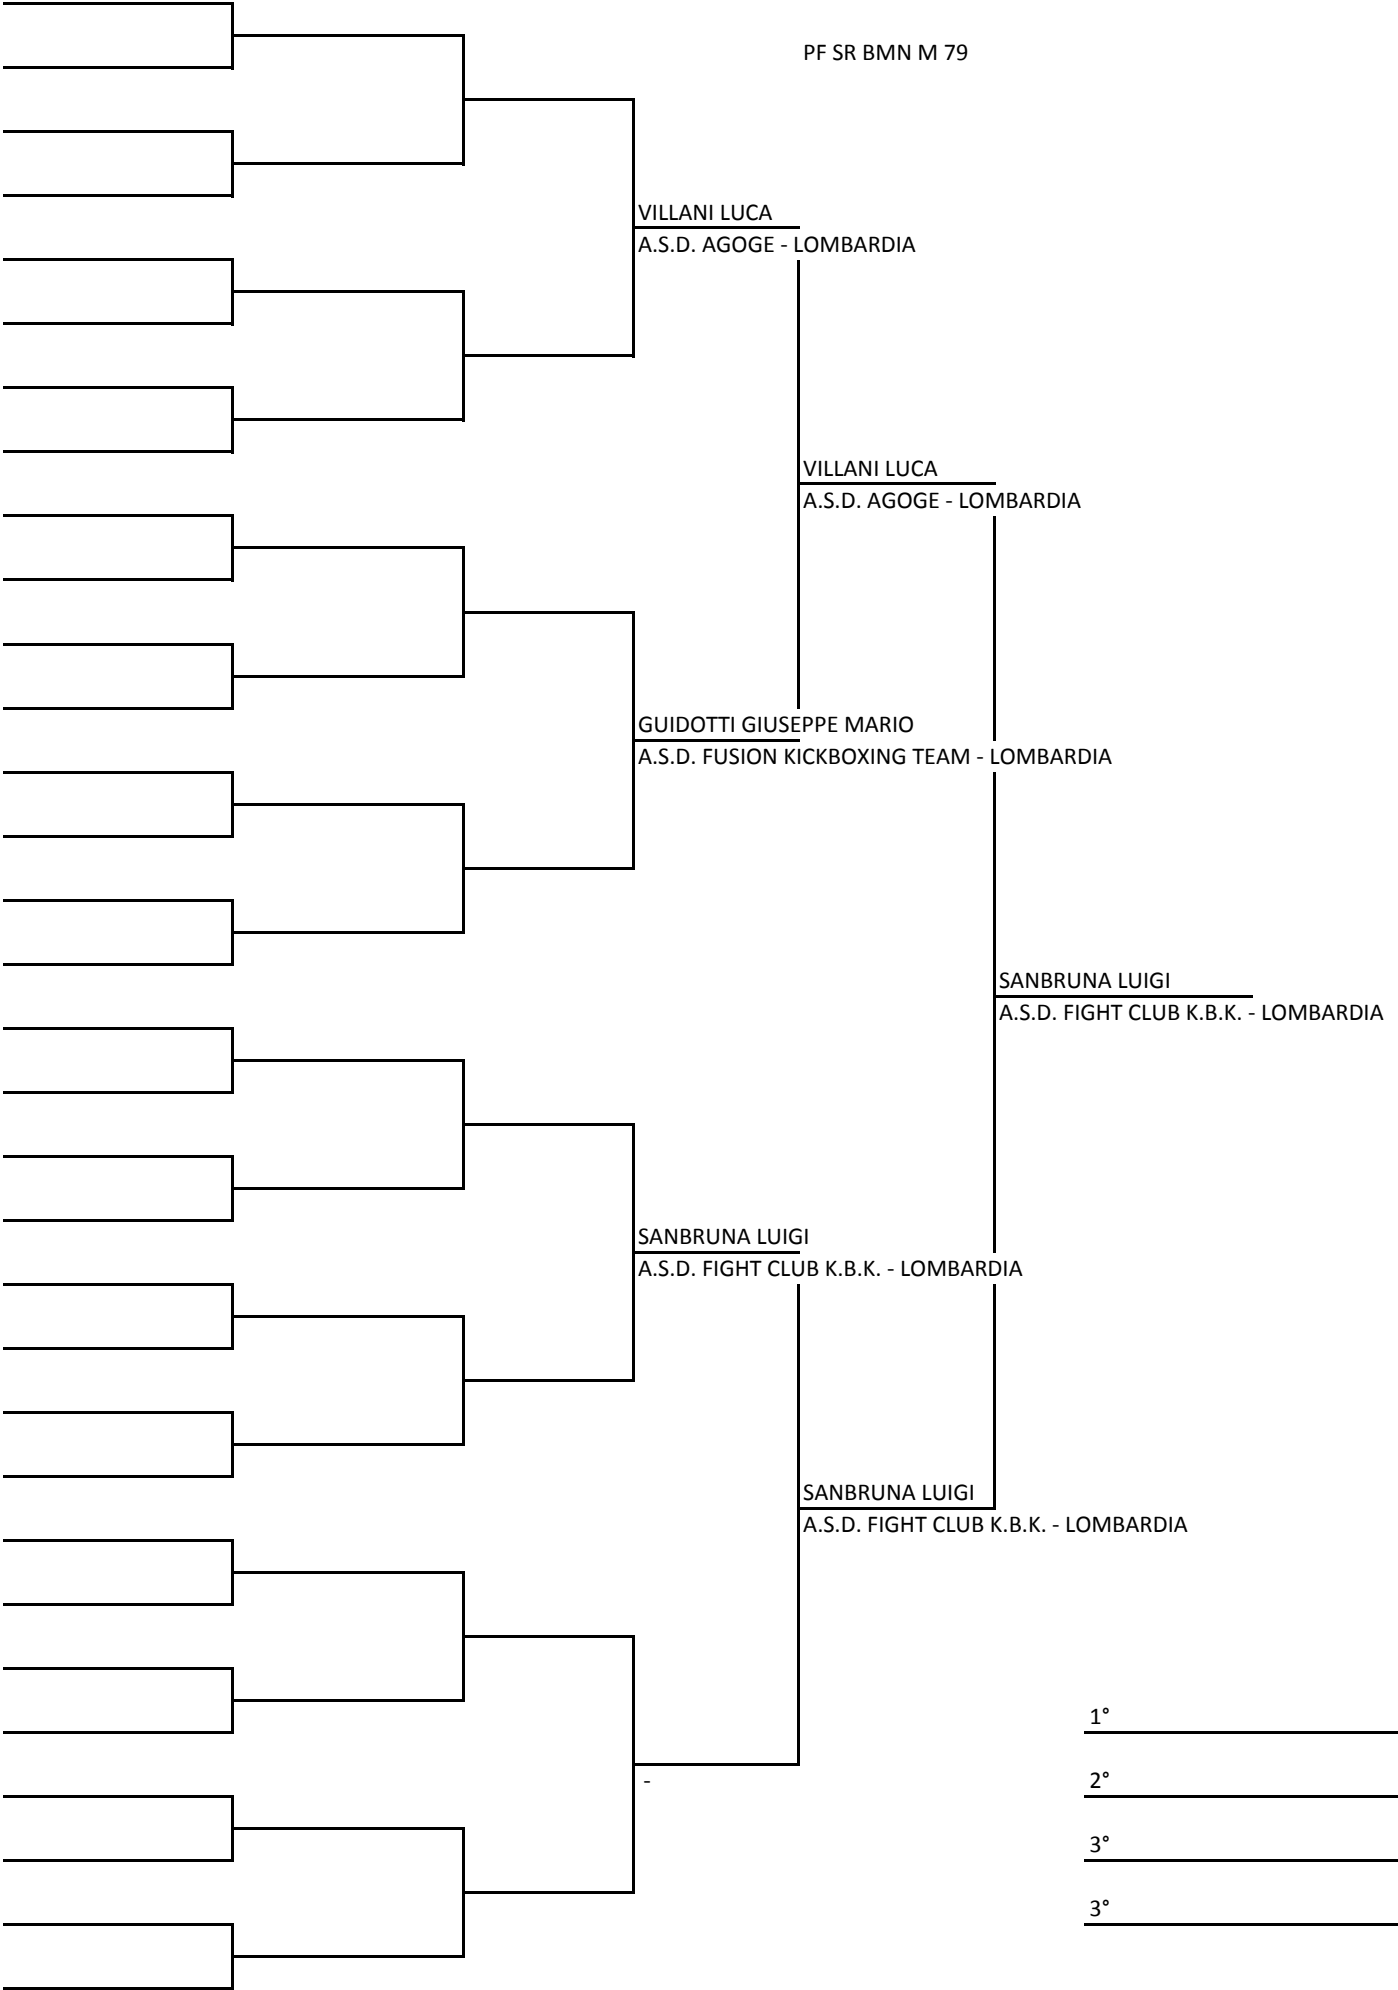 PF SR BMN M 79
VILLANI LUCA
A.S.D. AGOGE - LOMBARDIA
VILLANI LUCA
A.S.D. AGOGE - LOMBARDIA
GUIDOTTI GIUSEPPE MARIO
A.S.D. FUSION KICKBOXING TEAM - LOMBARDIA
SANBRUNA LUIGI
A.S.D. FIGHT CLUB K.B.K. - LOMBARDIA
SANBRUNA LUIGI
A.S.D. FIGHT CLUB K.B.K. - LOMBARDIA
SANBRUNA LUIGI
A.S.D. FIGHT CLUB K.B.K. - LOMBARDIA
1°
-
2°
3°
3°